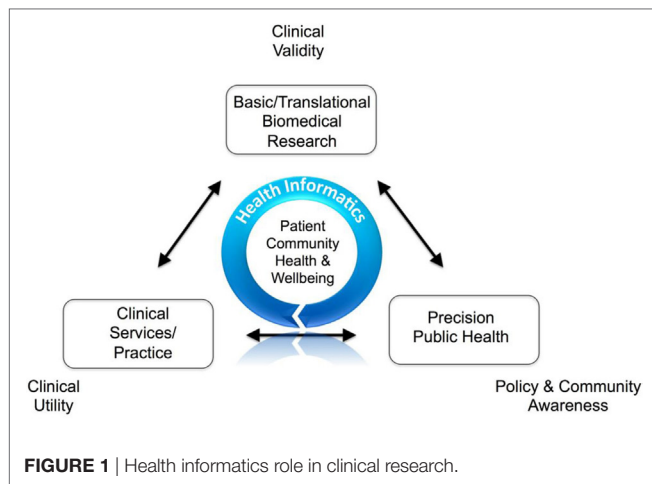 Clinical
Validity
Basic/Translational
Biomedical
Research
Health Informatics
Patient
Community
Health &
Wellbeing
Clinical
Services/
Practice
Precision
Public Health
Clinical
Utility
Policy & Community
Awareness
FIGURE 1 | Health informatics role in clinical research.